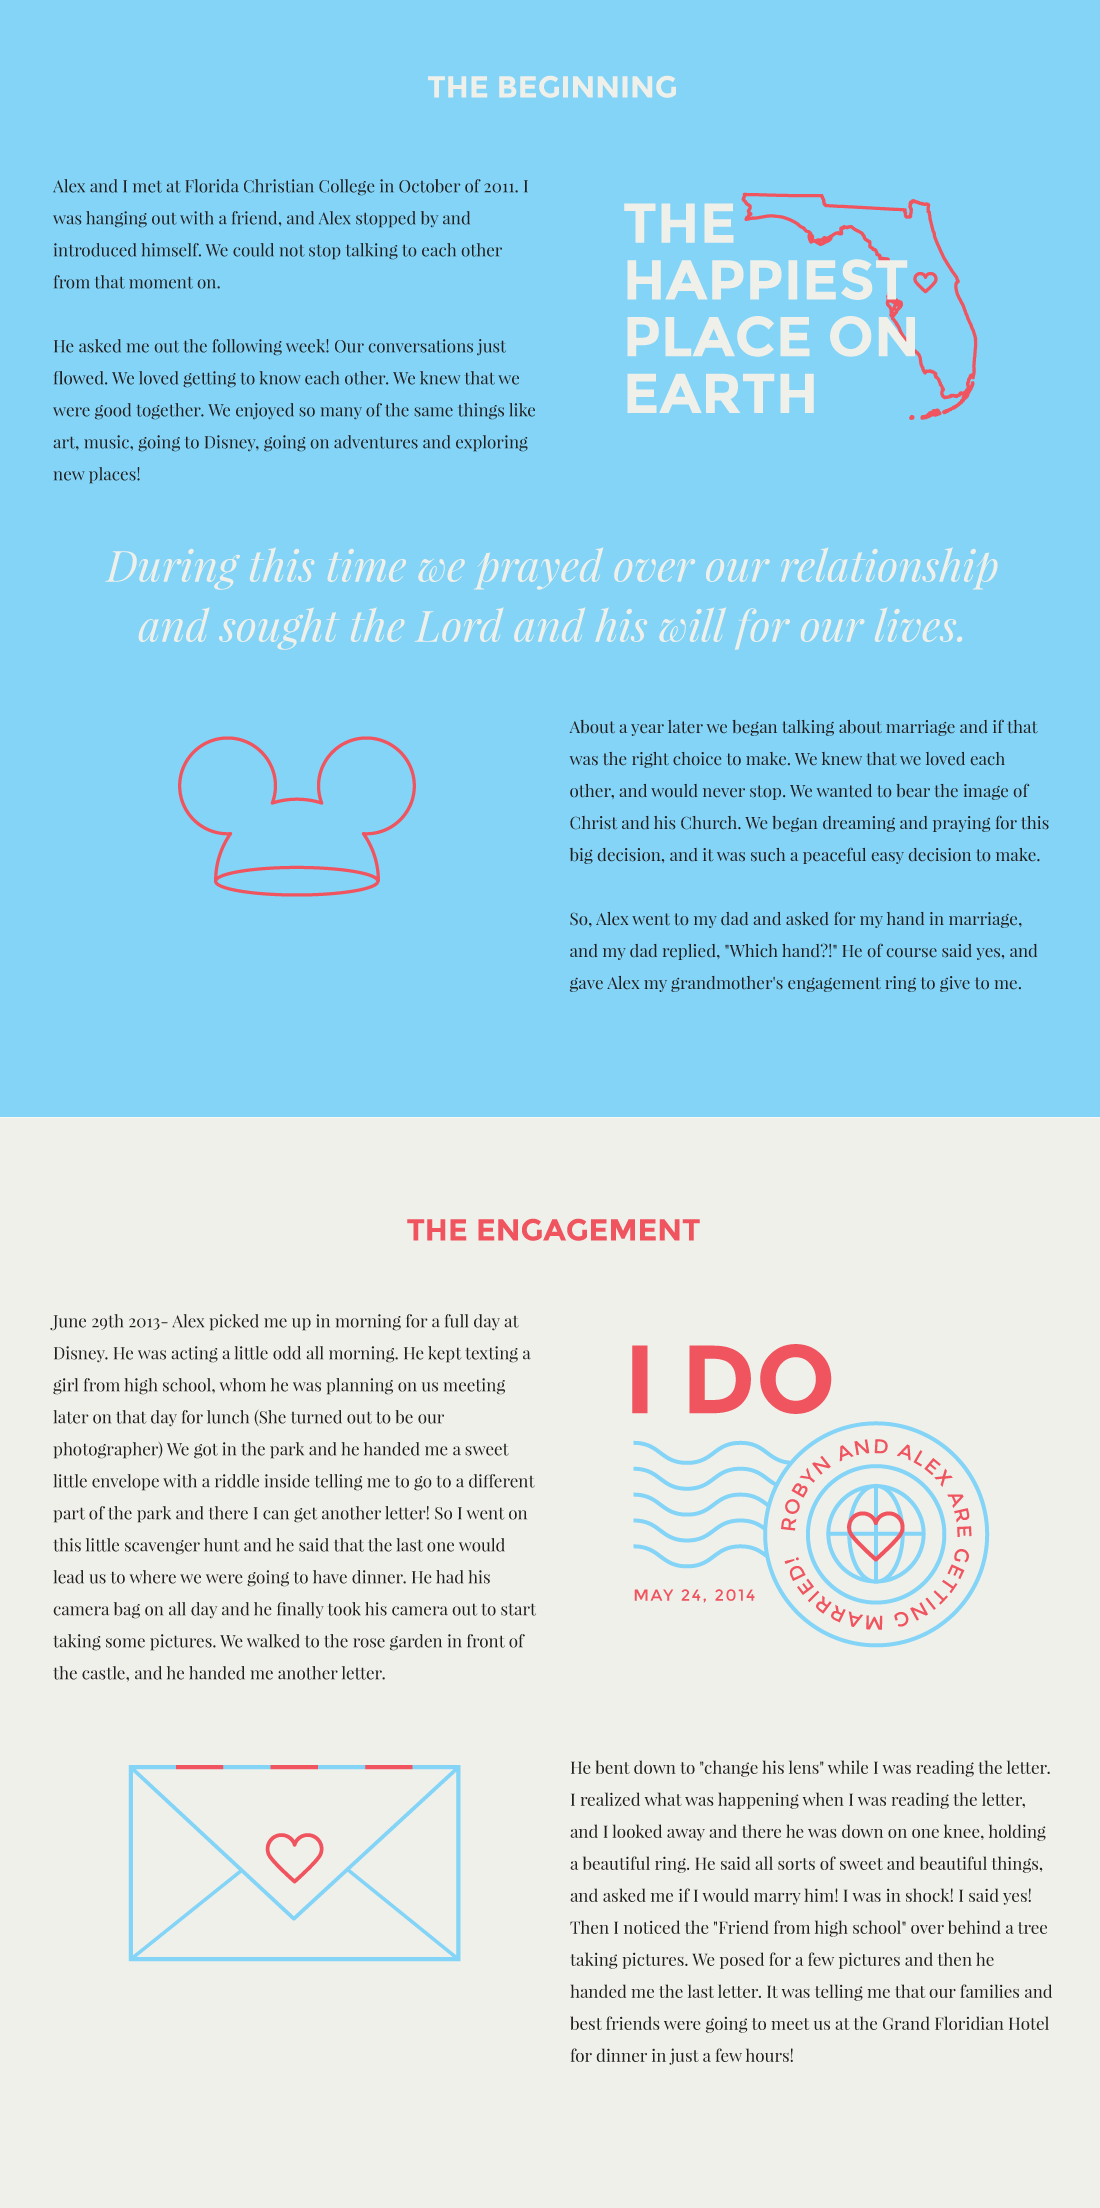 THE BEGINNING
Alex and I met at Florida Christian College in October of 2011. I
was hanging out with a friend, and Alex stopped by and
introduced himself. We could not stop talking to each other
from that moment on.
He asked me out the following week! Our conversations just
flowed. We loved getting to know each other. We knew that we
were good together. We enjoyed so many of the same things like
art, music, going to Disney, going on adventures and exploring
new places!
THE
HAPPIEST
PLACE ON
EARTH
During this time we prayed over our relationship
and sought the Lord and his will for our lives.
About a year later we began talking about marriage and if that
was the right choice to make. We knew that we loved each
other, and would never stop. We wanted to bear the image of
Christ and his Church. We began dreaming and praying for this
big decision, and it was such a peaceful easy decision to make.
So, Alex went to my dad and asked for my hand in marriage,
and my dad replied, "Which hand?!" He of course said yes, and
gave Alex my grandmother's engagement ring to give to me.
THE ENGAGEMENT
June 29th 2013- Alex picked me up in morning for a full day at
Disney. He was acting a little odd all morning. He kept texting a
girl from high school, whom he was planning on us meeting
later on that day for lunch (She turned out to be our
photographer) We got in the park and he handed me a sweet
little envelope with a riddle inside telling me to go to a different
part of the park and there I can get another letter! So I went on
this little scavenger hunt and he said that the last one would
lead us to where we were going to have dinner. He had his
camera bag on all day and he finally took his camera out to start
taking some pictures. We walked to the rose garden in front of
the castle, and he handed me another letter.
I DO
ROBYN AND ALEX ARE GETTING MARRIED!
MAY 24, 2014
He bent down to "change his lens" while I was reading the letter.
I realized what was happening when I was reading the letter,
and I looked away and there he was down on one knee, holding
a beautiful ring. He said all sorts of sweet and beautiful things,
and asked me if I would marry him! I was in shock! I said yes!
Then I noticed the "Friend from high school" over behind a tree
taking pictures. We posed for a few pictures and then he
handed me the last letter. It was telling me that our families and
best friends were going to meet us at the Grand Floridian Hotel
for dinner in just a few hours!